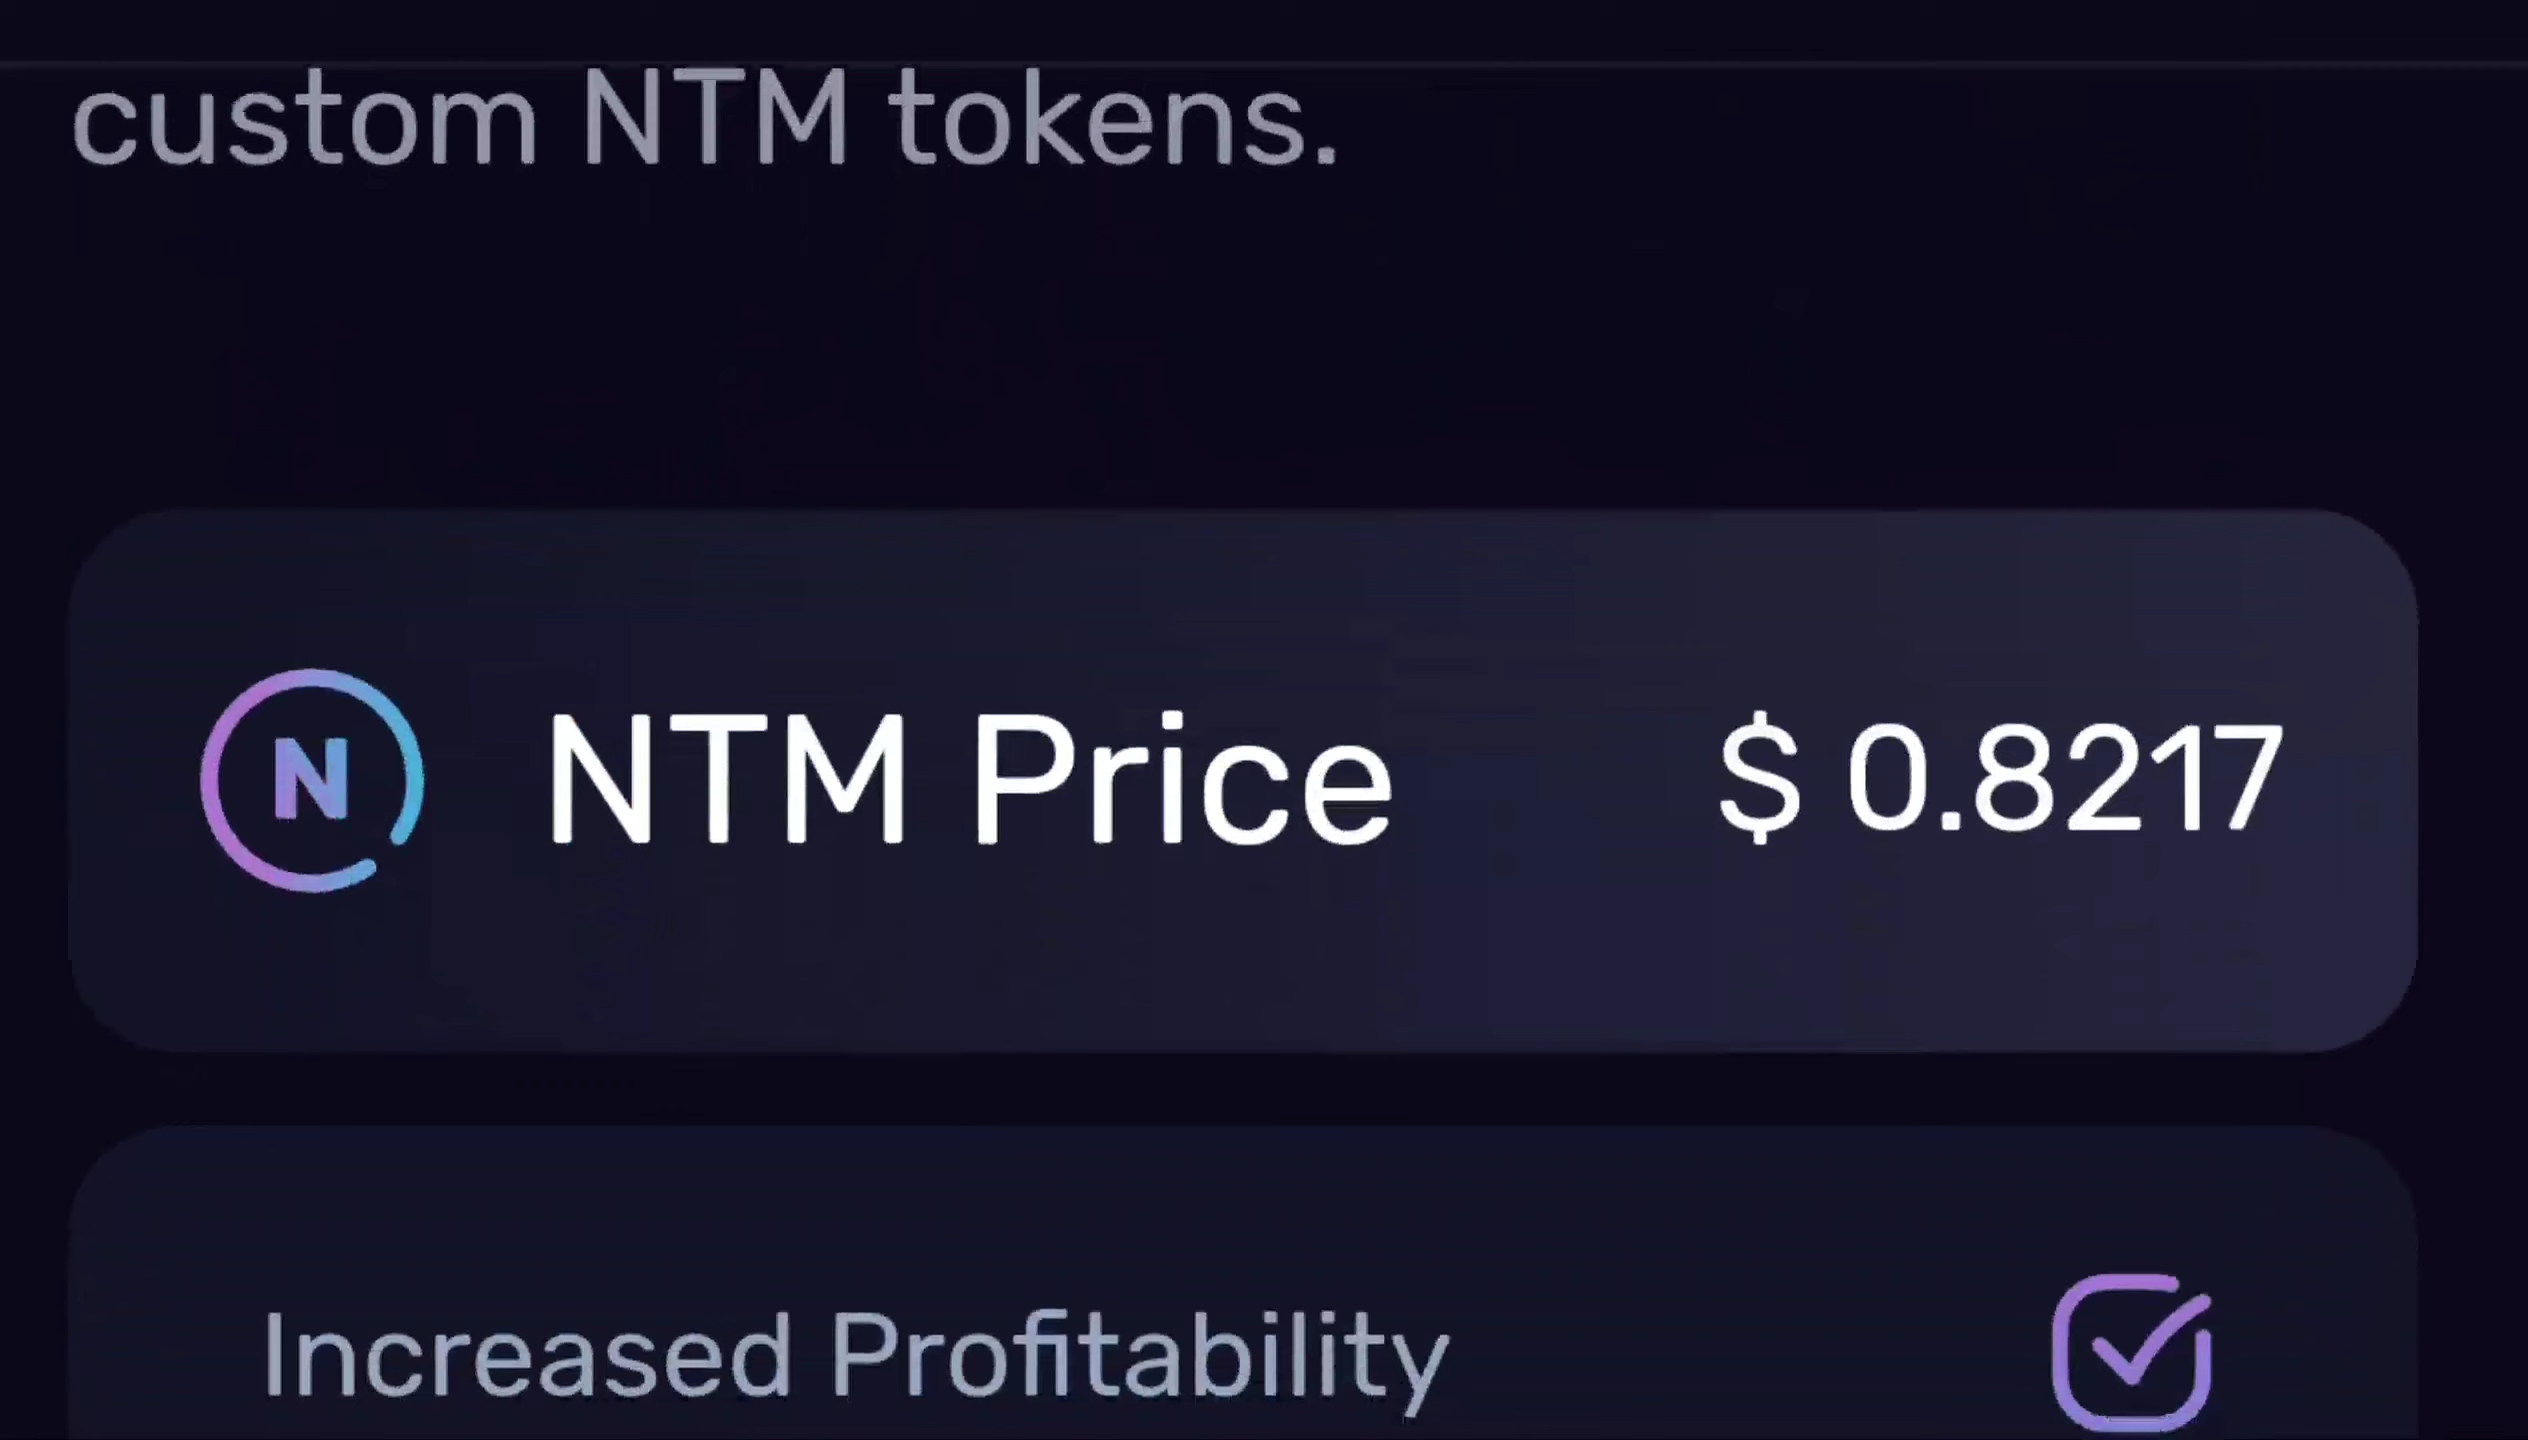 custom NTM tokens.
N
NTM Price
$ 0.8217
Increased Profitability